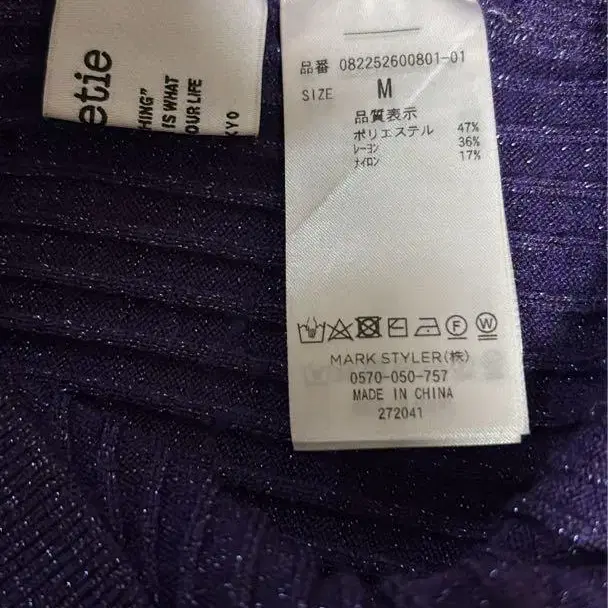 etie
HING"
IS WHAT
OUR LIFE
KYO
品番 082252600801-01
SIZE M
品質表示
ポリエステル 47%
レーヨン 36%
ナイロン 17%
MARK STYLER(株)
0570-050-757
MADE IN CHINA
272041